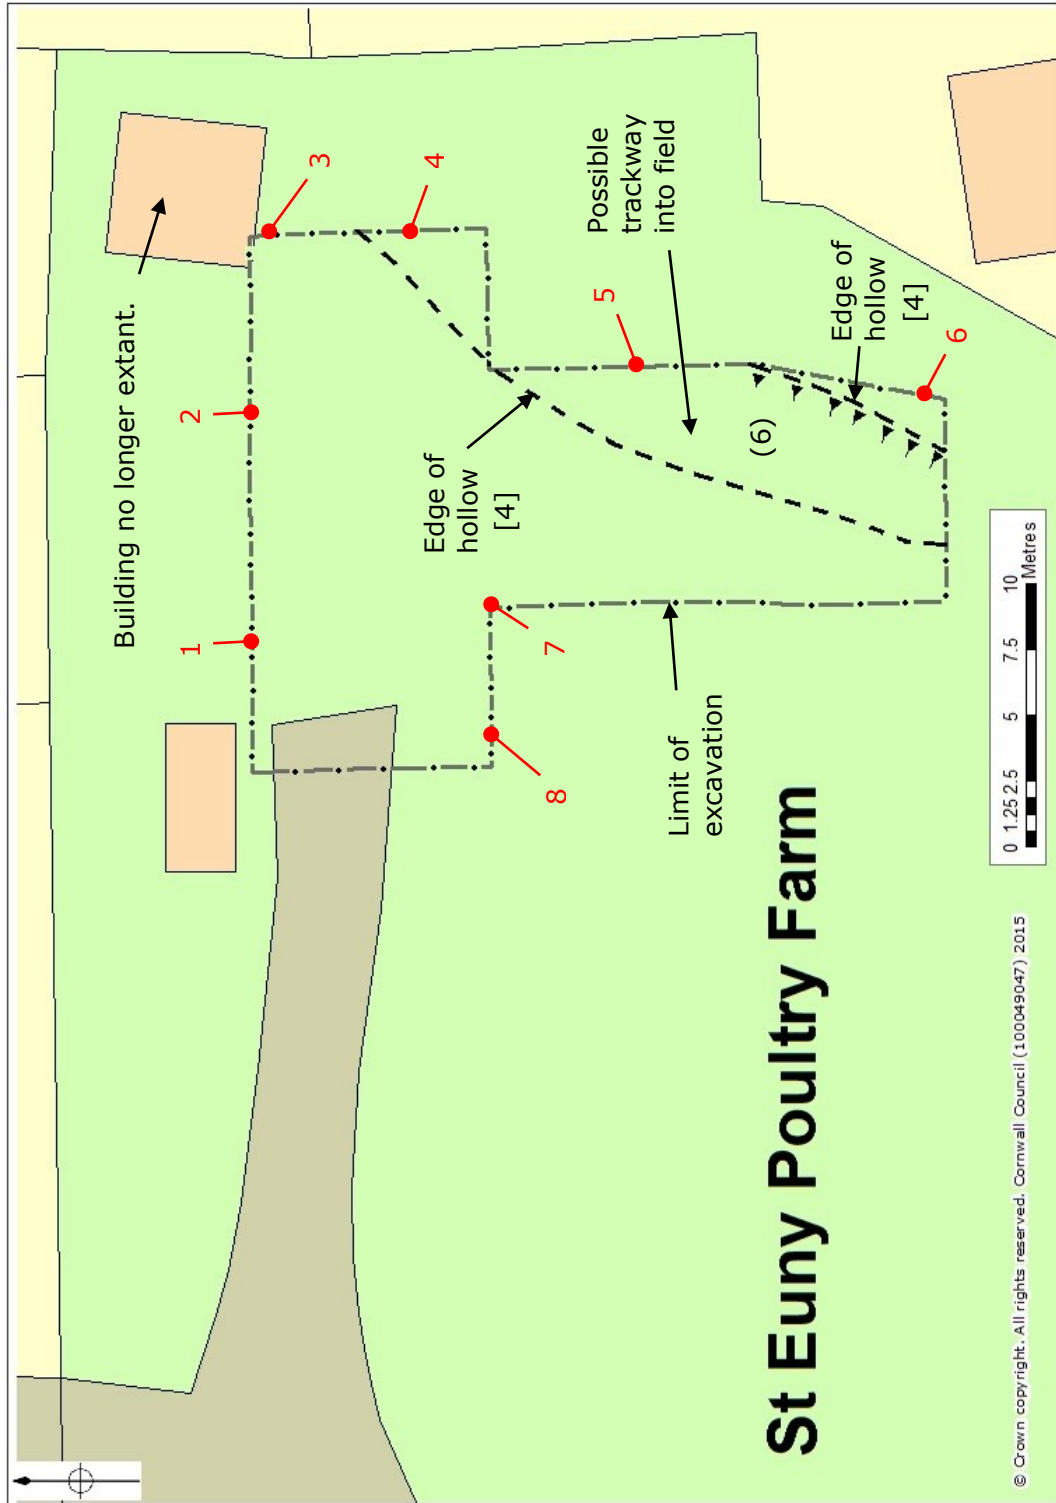 Building no longer extant.
1
2
3
4
Edge of
hollow
[4]
Possible
trackway
into field
5
(6)
Edge of
hollow
[4]
6
7
8
Limit of
excavation
St Euny Poultry Farm
0 1.25 2.5 5 7.5 10
Metres
© Crown copyright. All rights reserved. Cornwall Council (100049047) 2015